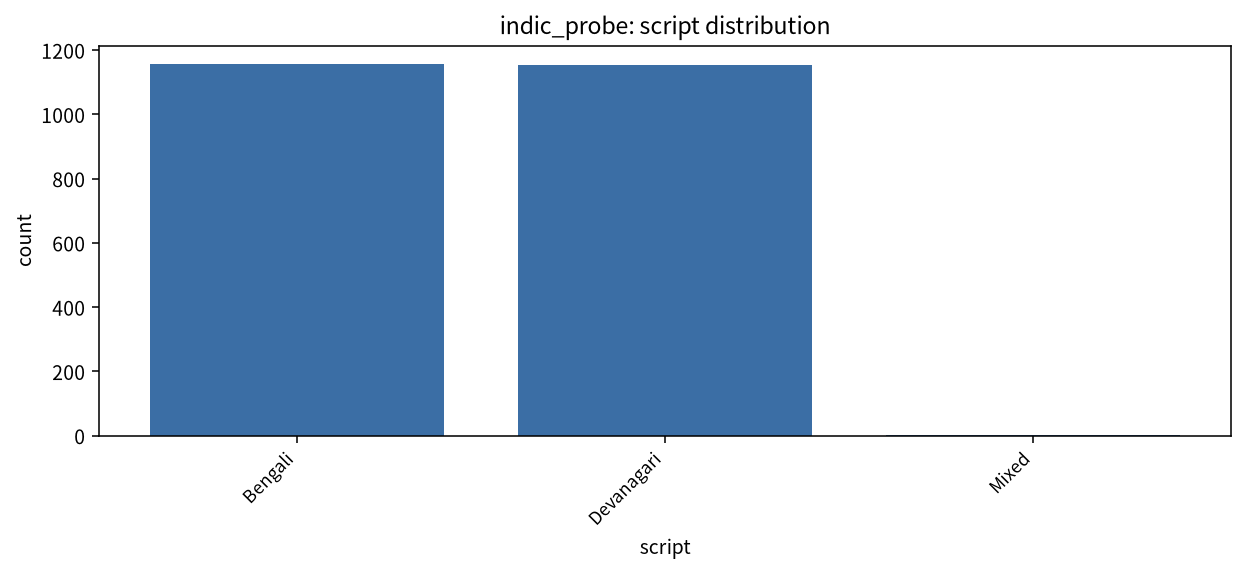 indic_probe: script distribution
1200
1000
800
600
400
200
0
count
Bengali
Devanagari
Mixed
script